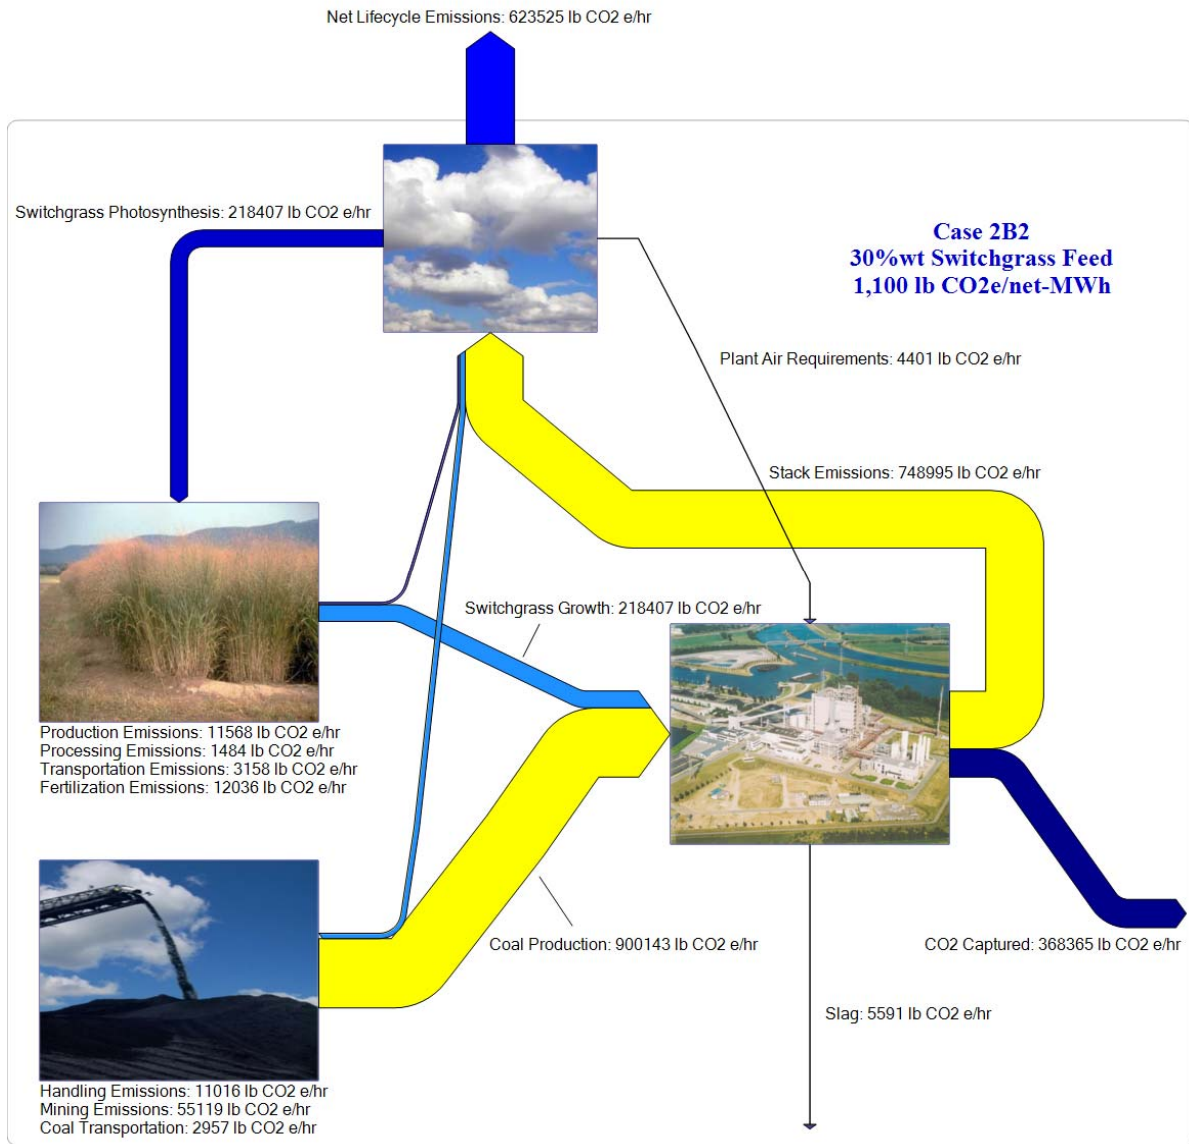 Net Lifecycle Emissions: 623525 lb CO2 e/hr
Switchgrass Photosynthesis: 218407 lb CO2 e/hr
Case 2B2
30%wt Switchgrass Feed
1,100 lb CO2e/net-MWh
Plant Air Requirements: 4401 lb CO2 e/hr
Stack Emissions: 748995 lb CO2 e/hr
Switchgrass Growth: 218407 lb CO2 e/hr
Production Emissions: 11568 lb CO2 e/hr
Processing Emissions: 1484 lb CO2 e/hr
Transportation Emissions: 3158 lb CO2 e/hr
Fertilization Emissions: 12036 lb CO2 e/hr
Coal Production: 900143 lb CO2 e/hr
CO2 Captured: 368365 lb CO2 e/hr
Slag: 5591 lb CO2 e/hr
Handling Emissions: 11016 lb CO2 e/hr
Mining Emissions: 55119 lb CO2 e/hr
Coal Transportation: 2957 lb CO2 e/hr